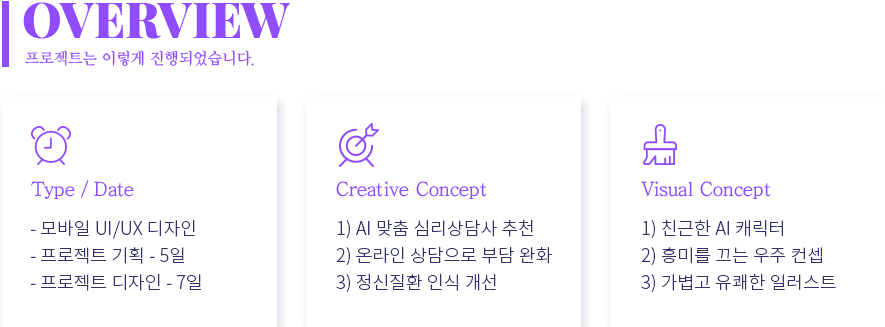 OVERVIEW
프로젝트는 이렇게 진행되었습니다.
Type / Date
- 모바일 UI/UX 디자인
- 프로젝트 기획 - 5일
- 프로젝트 디자인 - 7일
Creative Concept
1) AI 맞춤 심리상담사 추천
2) 온라인 상담으로 부담 완화
3) 정신질환 인식 개선
Visual Concept
1) 친근한 AI 캐릭터
2) 흥미를 끄는 우주 컨셉
3) 가볍고 유쾌한 일러스트